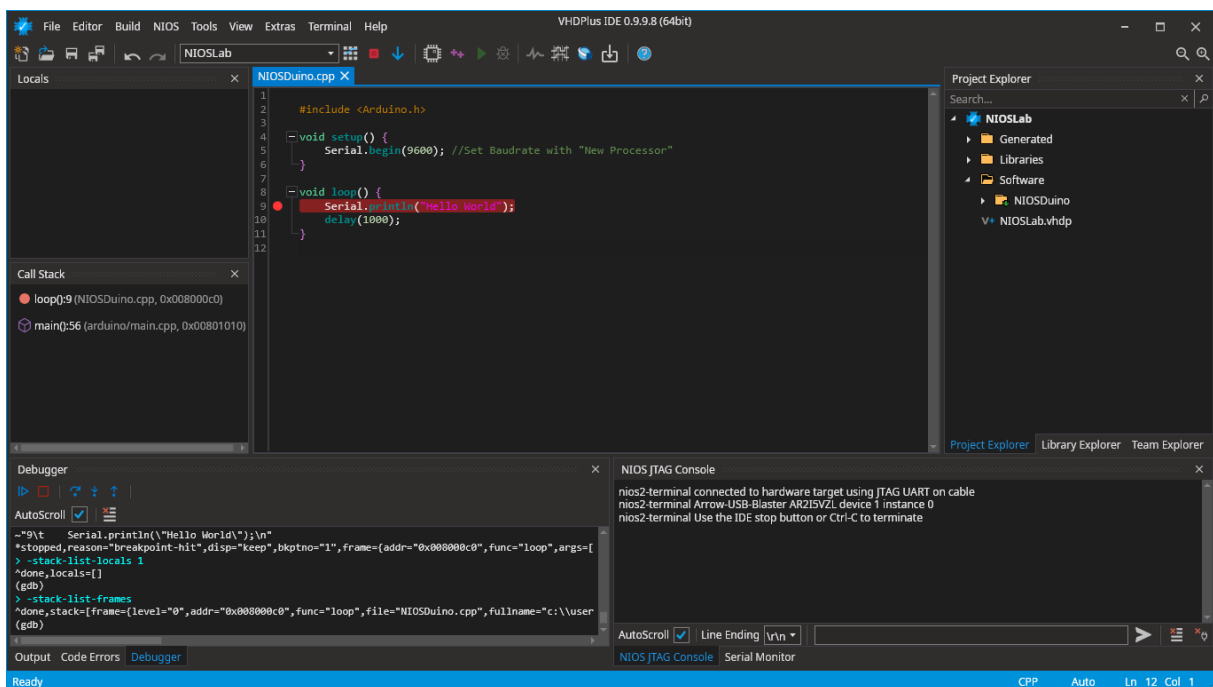 VHDPlus IDE 0.9.9.8 (64bit)
File Editor Build NIOS Tools View Extras Terminal Help
NIOSLab
Locals
Call Stack
loop():9 (NIOSDuino.cpp, 0x008000c0)
main():56 (arduino/main.cpp, 0x00801010)
NIOSDuino.cpp
1
2 #include <Arduino.h>
3
4 void setup() {
5 Serial.begin(9600); //Set Baudrate with "New Processor"
6 }
7
8 void loop() {
9 Serial.println("Hello World");
10 delay(1000);
11 }
12
Project Explorer
Search...
NIOSLab
Generated
Libraries
Software
NIOSDuino
V+ NIOSLab.vhdp
Project Explorer Library Explorer Team Explorer
Debugger
AutoScroll
~"9\t Serial.println(\"Hello World\");\n"
*stopped,reason="breakpoint-hit",disp="keep",bkptno="1",frame={addr="0x008000c0",func="loop",args=[
> -stack-list-locals 1
^done,locals=[]
(gdb)
> -stack-list-frames
^done,stack=[frame={level="0",addr="0x008000c0",func="loop",file="NIOSDuino.cpp",fullname="c:\\user
(gdb)
Output Code Errors Debugger
NIOS JTAG Console
nios2-terminal connected to hardware target using JTAG UART on cable
nios2-terminal Arrow-USB-Blaster AR2I5VZL device 1 instance 0
nios2-terminal Use the IDE stop button or Ctrl-C to terminate
AutoScroll Line Ending \r\n
NIOS JTAG Console Serial Monitor
Ready
CPP Auto Ln 12 Col 1